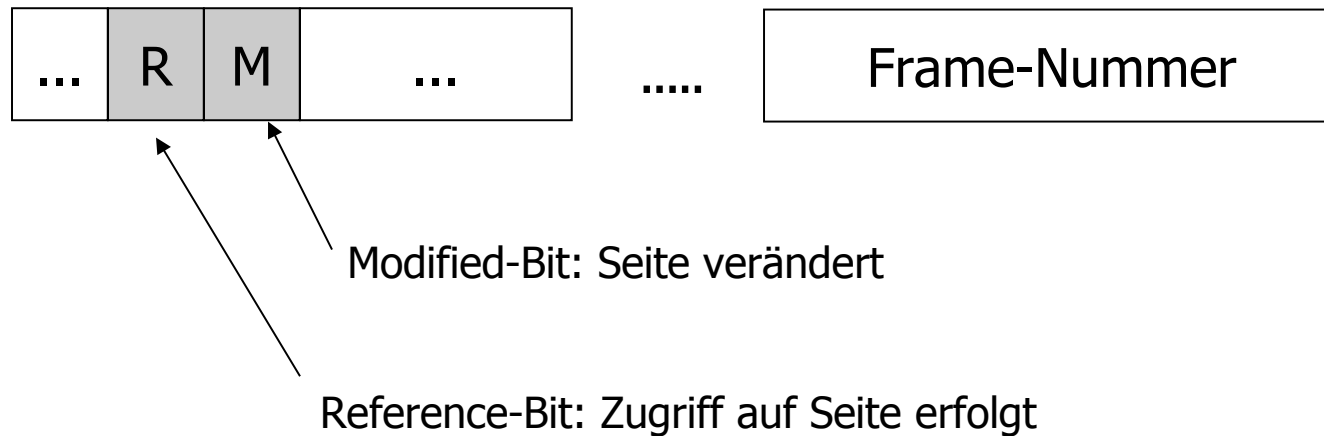 ... R M ... ..... Frame-Nummer
Modified-Bit: Seite verändert
Reference-Bit: Zugriff auf Seite erfolgt